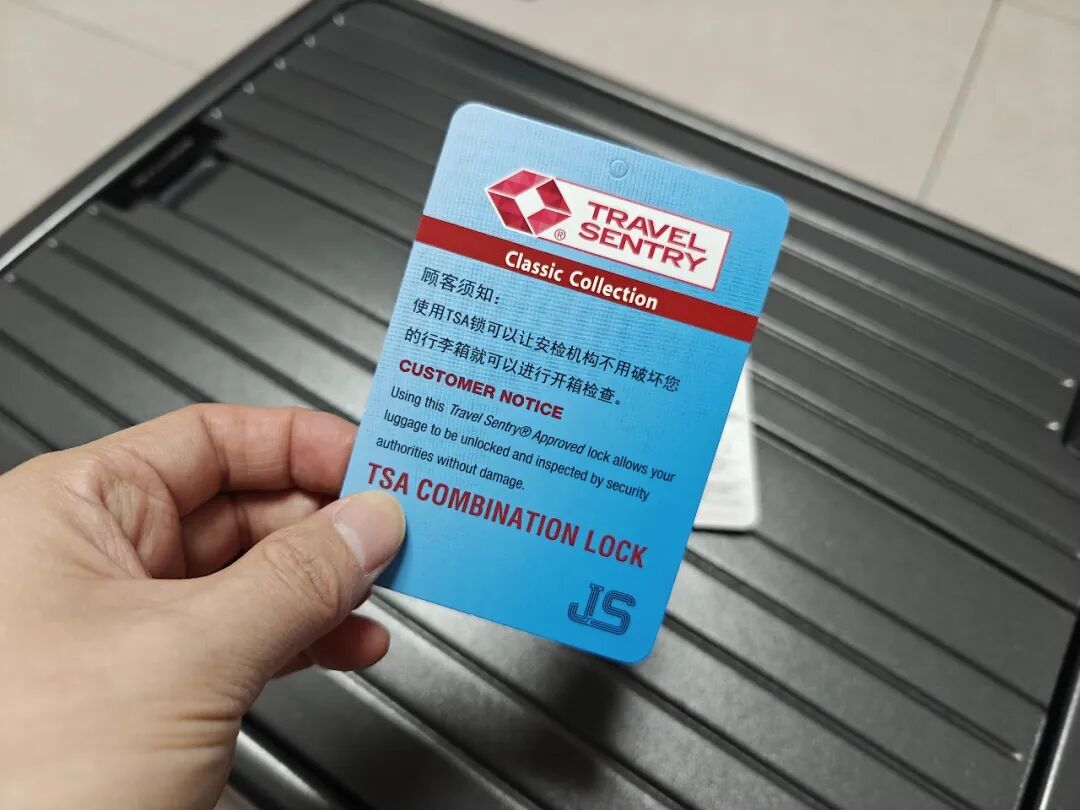 TRAVEL
SENTRY
®
Classic Collection
顾客须知：
使用TSA锁可以让安检机构不用破坏您
的行李箱就可以进行开箱检查。
CUSTOMER NOTICE
Using this Travel Sentry® Approved lock allows your
luggage to be unlocked and inspected by security
authorities without damage.
TSA COMBINATION LOCK
JS